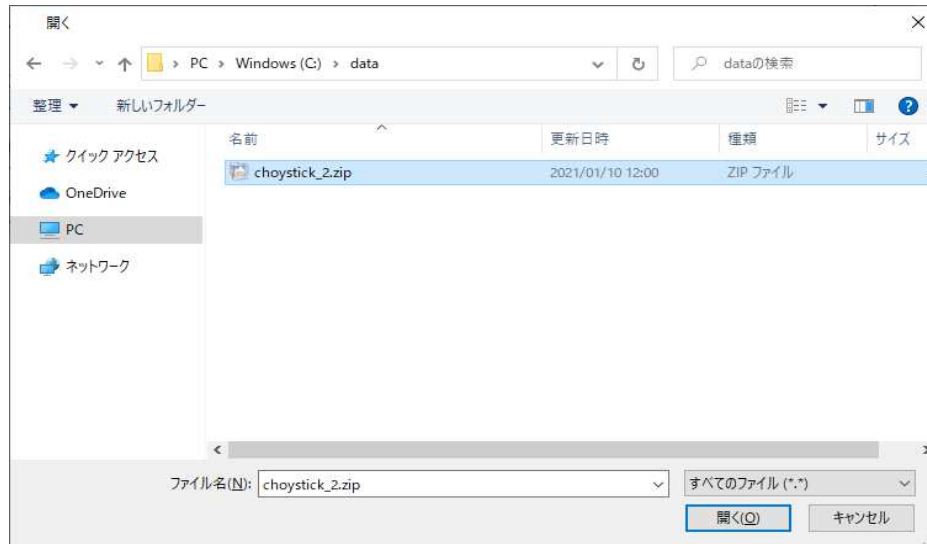 開く
PC › Windows (C:) › data
dataの検索
整理 新しいフォルダー
名前 更新日時 種類 サイズ
クイック アクセス
choystick_2.zip 2021/01/10 12:00 ZIP ファイル
OneDrive
PC
ネットワーク
ファイル名(N): choystick_2.zip すべてのファイル (*.*)
開く(O) キャンセル